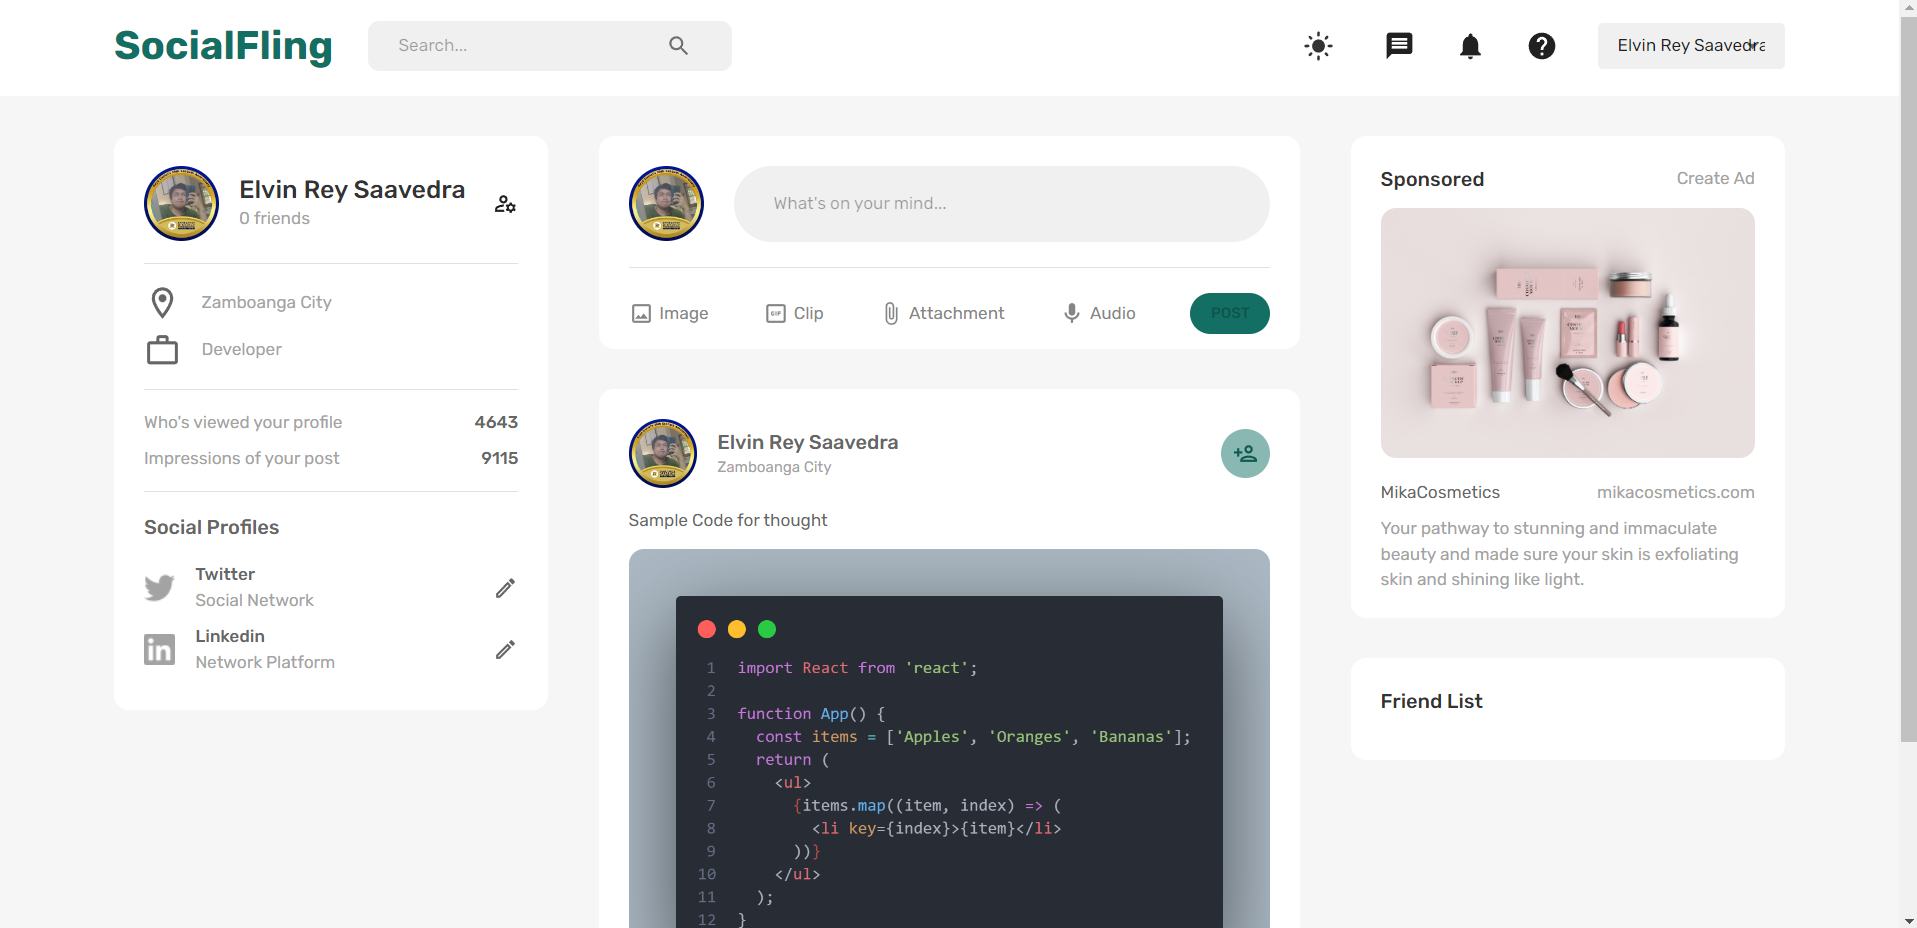 SocialFling
Search...
Elvin Rey Saavedra
Elvin Rey Saavedra
0 friends
Zamboanga City
Developer
Who's viewed your profile 4643
Impressions of your post 9115
Social Profiles
Twitter
Social Network
Linkedin
Network Platform
What's on your mind...
Image
GIF Clip
Attachment
Audio
POST
Elvin Rey Saavedra
Zamboanga City
Sample Code for thought
1 import React from 'react';
2
3 function App() {
4 const items = ['Apples', 'Oranges', 'Bananas'];
5 return (
6 <ul>
7 {items.map((item, index) => (
8 <li key={index}>{item}</li>
9 ))}
10 </ul>
11 );
12 }
Sponsored Create Ad
MikaCosmetics mikacosmetics.com
Your pathway to stunning and immaculate
beauty and made sure your skin is exfoliating
skin and shining like light.
Friend List